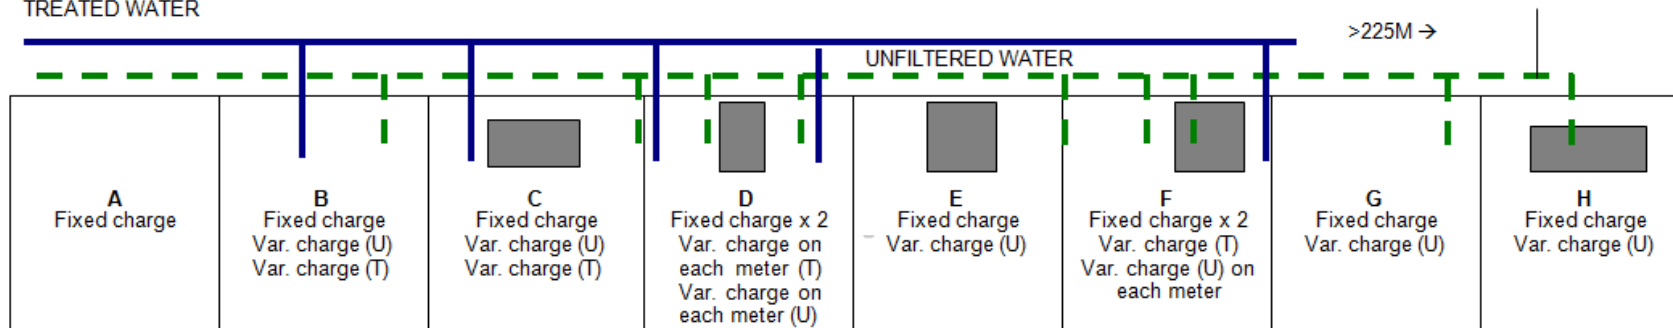 TREATED WATER
>225M →
UNFILTERED WATER
A
Fixed charge
B
Fixed charge
Var. charge (U)
Var. charge (T)
C
Fixed charge
Var. charge (U)
Var. charge (T)
D
Fixed charge x 2
Var. charge on
each meter (T)
Var. charge on
each meter (U)
E
Fixed charge
Var. charge (U)
F
Fixed charge x 2
Var. charge (T)
Var. charge (U) on
each meter
G
Fixed charge
Var. charge (U)
H
Fixed charge
Var. charge (U)